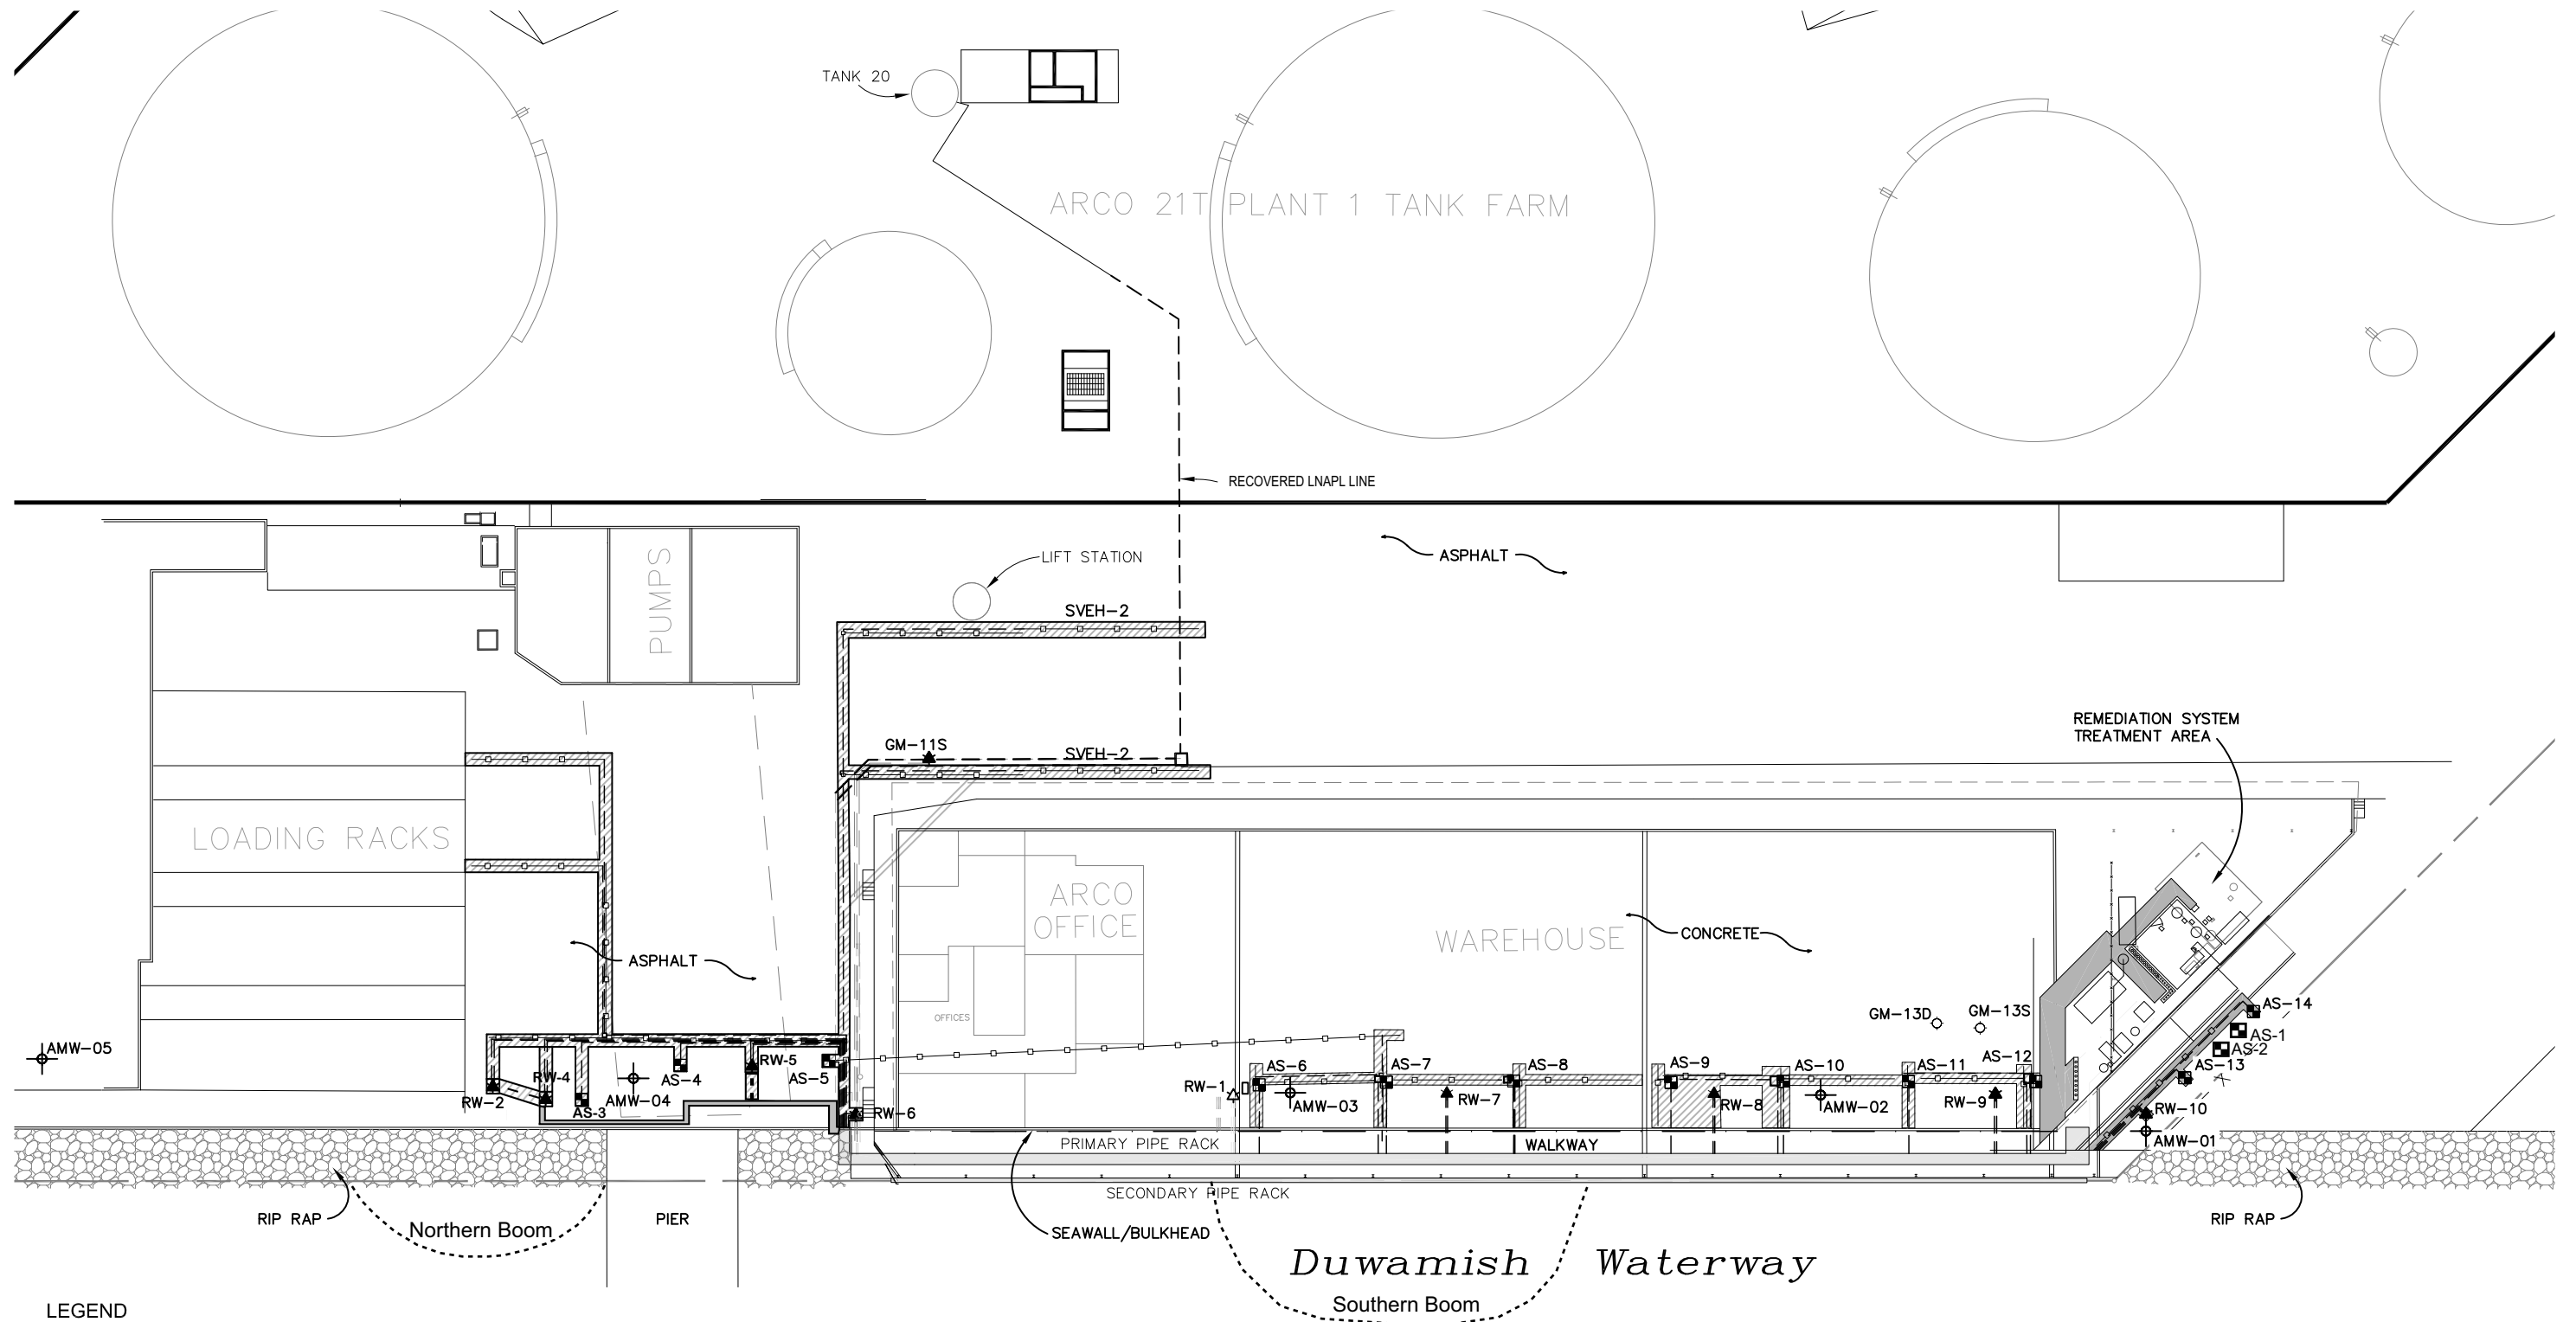 TANK 20
ARCO 21T PLANT 1 TANK FARM
RECOVERED LNAPL LINE
LIFT STATION
ASPHALT
PUMPS
SVEH-2
REMEDIATION SYSTEM
TREATMENT AREA
GM-11S
SVEH-2
LOADING RACKS
ARCO
OFFICE
WAREHOUSE
CONCRETE
ASPHALT
OFFICES
GM-13D
GM-13S
AS-14
AS-1
AS-2
AS-13
AMW-05
RW-4
RW-5
AS-4
AS-5
RW-2
AS-3
AMW-04
RW-6
RW-1
AS-6
AMW-03
AS-7
RW-7
AS-8
AS-9
RW-8
AS-10
AMW-02
AS-11
RW-9
AS-12
RW-10
AMW-01
PRIMARY PIPE RACK
WALKWAY
SECONDARY PIPE RACK
RIP RAP
Northern Boom
PIER
SEAWALL/BULKHEAD
RIP RAP
Duwamish Waterway
Southern Boom
LEGEND